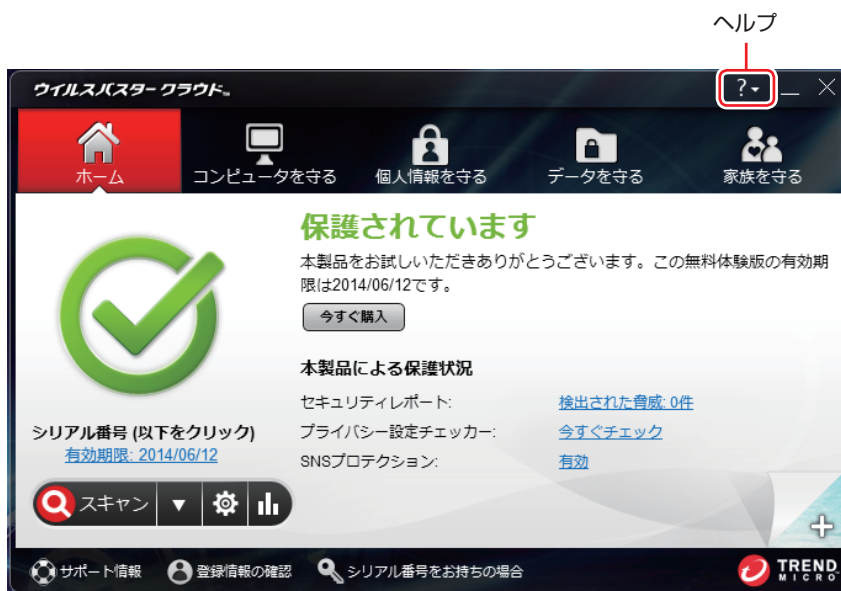 ヘルプ
ウイルスバスター クラウド™
?
ホーム
コンピュータを守る
個人情報を守る
データを守る
家族を守る
保護されています
本製品をお試しいただきありがとうございます。この無料体験版の有効期
限は2014/06/12です。
今すぐ購入
本製品による保護状況
セキュリティレポート:
検出された脅威: 0件
プライバシー設定チェッカー:
今すぐチェック
SNSプロテクション:
有効
シリアル番号 (以下をクリック)
有効期限: 2014/06/12
スキャン
サポート情報
登録情報の確認
シリアル番号をお持ちの場合
TREND
MICRO